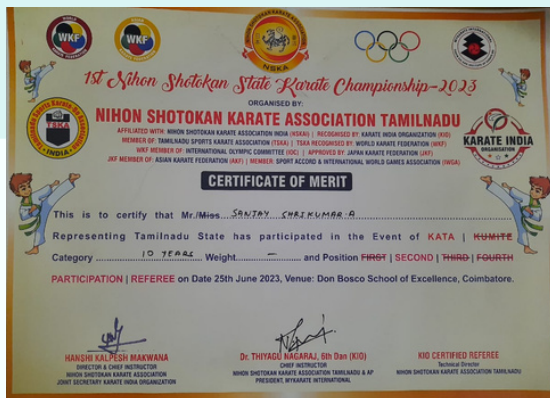 WKF
WKF
NIHON SHOTOKAN KARATE
NSKA
1st Nihon Shotokan State Karate Championship-2023
ORGANISED BY:
NIHON SHOTOKAN KARATE ASSOCIATION TAMILNADU
AFFILIATED WITH: NIHON SHOTOKAN KARATE ASSOCIATION INDIA (NSKAI) | RECOGNISED BY: KARATE INDIA ORGANIZATION (KIO)
MEMBER OF: TAMILNADU SPORTS KARATE ASSOCIATION (TSKA) | TSKA RECOGNISED BY: WORLD KARATE FEDERATION (WKF)
WKF MEMBER OF: INTERNATIONAL OLYMPIC COMMITTEE (IOC) | APPROVED BY: JAPAN KARATE FEDERATION (JKF)
JKF MEMBER OF: ASIAN KARATE FEDERATION (AKF) | MEMBER: SPORT ACCORD & INTERNATIONAL WORLD GAMES ASSOCIATION (IWGA)
TSKA
INDIA
KARATE INDIA
ORGANISATION
CERTIFICATE OF MERIT
This is to certify that Mr./Miss SANJAY SHRIKUMAR-A
Representing Tamilnadu State has participated in the Event of KATA | KUMITE
Category 10 YEARS Weight - and Position FIRST | SECOND | THIRD | FOURTH
PARTICIPATION | REFEREE on Date 25th June 2023, Venue: Don Bosco School of Excellence, Coimbatore.
HANSHI KALPESH MAKWANA
DIRECTOR & CHIEF INSTRUCTOR
NIHON SHOTOKAN KARATE ASSOCIATION
JOINT SECRETARY KARATE INDIA ORGANIZATION
Dr. THIYAGU NAGARAJ, 6th Dan (KIO)
CHIEF INSTRUCTOR
NIHON SHOTOKAN KARATE ASSOCIATION TAMILNADU & AP
PRESIDENT, MYKARATE INTERNATIONAL
KIO CERTIFIED REFEREE
Technical Director
NIHON SHOTOKAN KARATE ASSOCIATION TAMILNADU